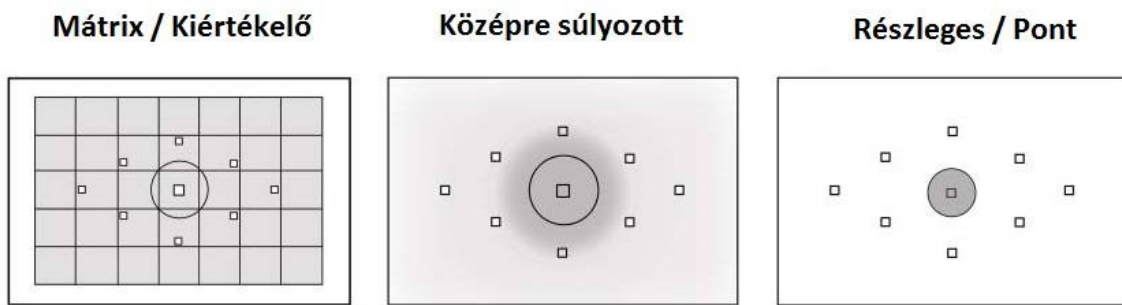 Mátrix / Kiértékelő
Középre súlyozott
Részleges / Pont